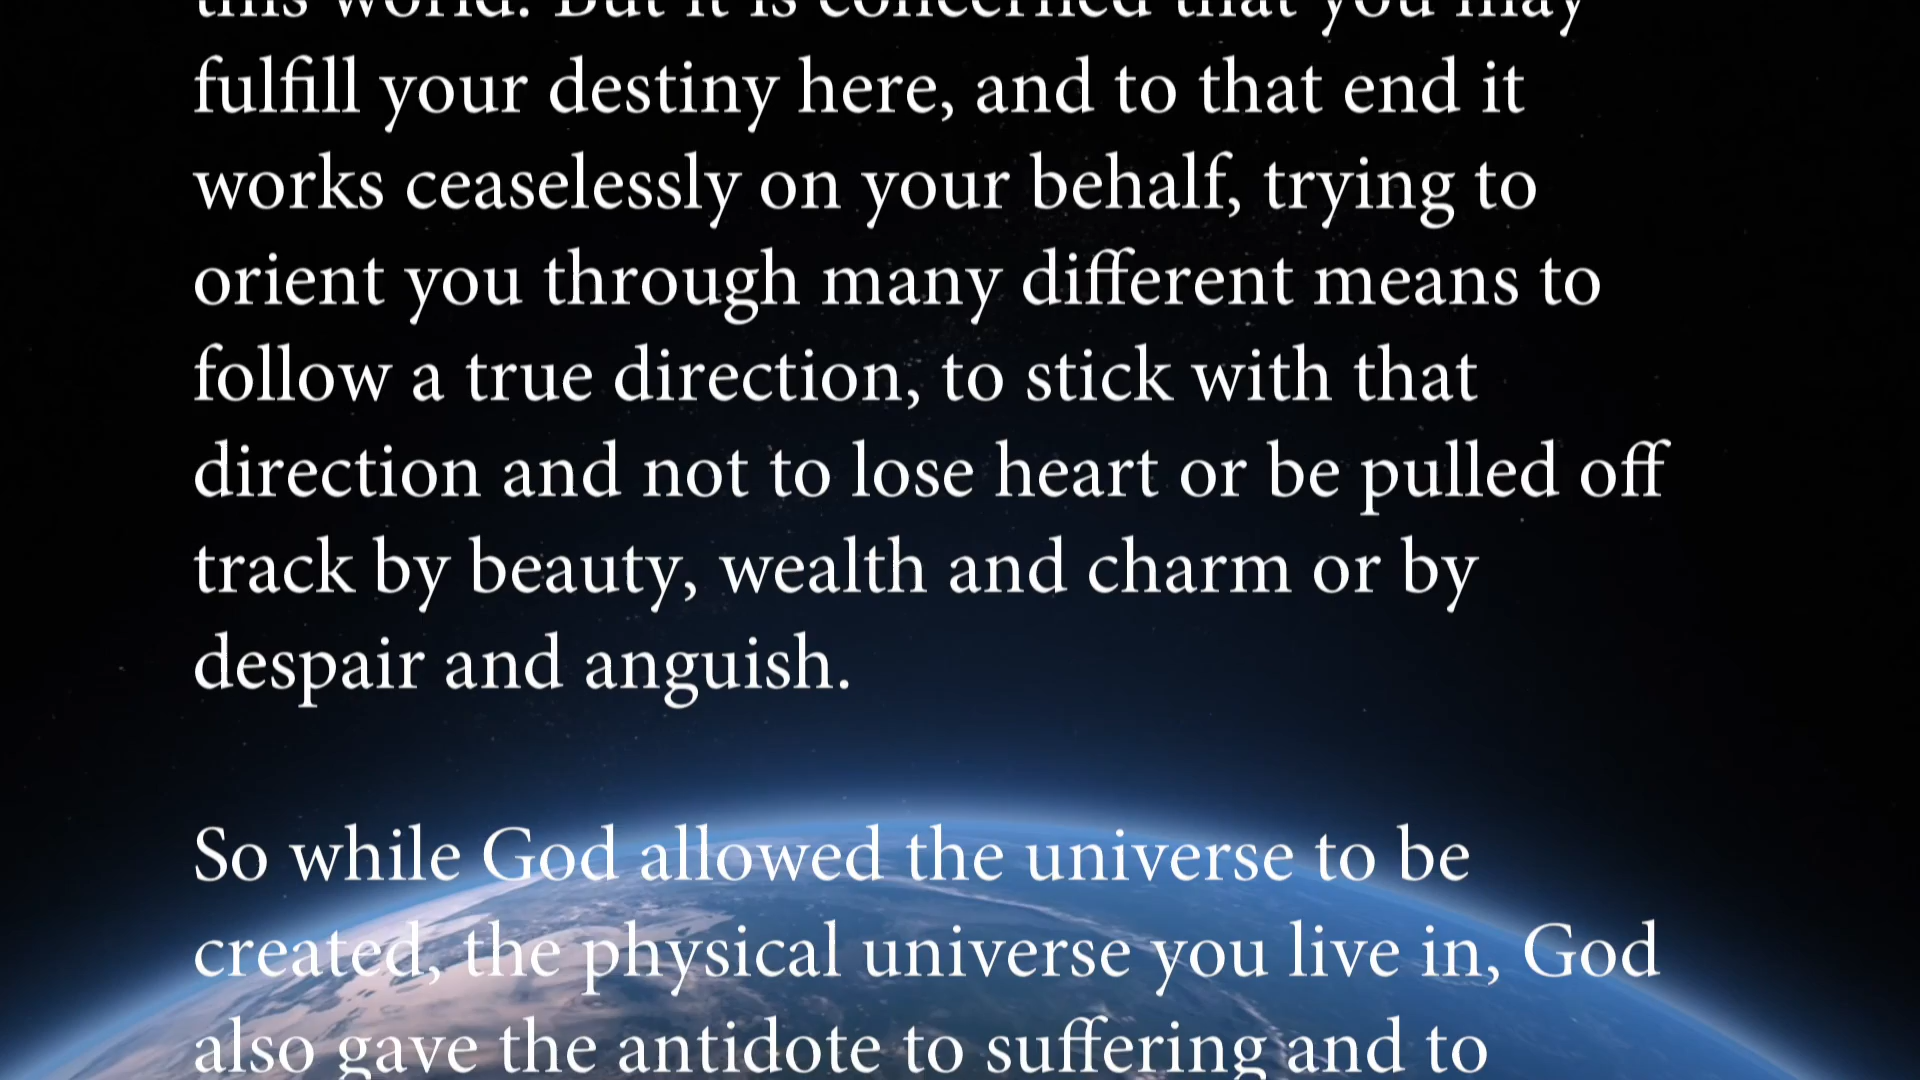 this world. But it is concerned that you may
fulfill your destiny here, and to that end it
works ceaselessly on your behalf, trying to
orient you through many different means to
follow a true direction, to stick with that
direction and not to lose heart or be pulled off
track by beauty, wealth and charm or by
despair and anguish.
So while God allowed the universe to be
created, the physical universe you live in, God
also gave the antidote to suffering and to